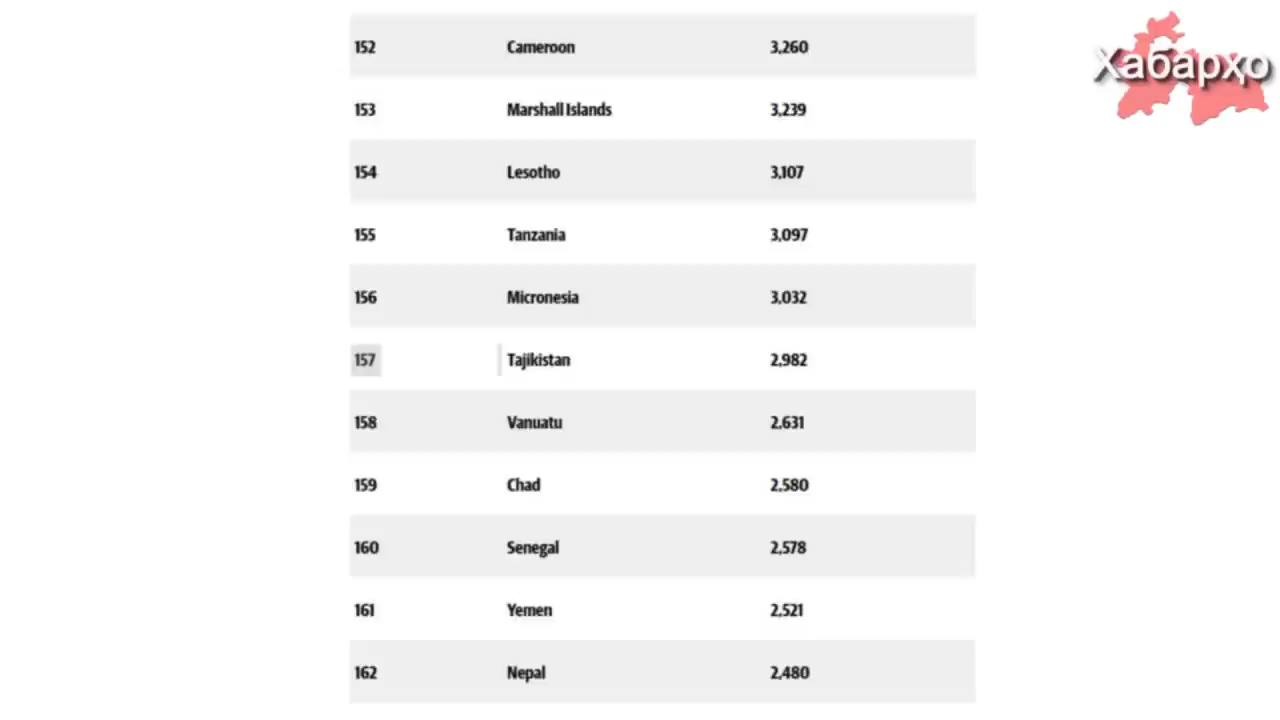 Хабарҳо
152 Cameroon 3,260
153 Marshall Islands 3,239
154 Lesotho 3,107
155 Tanzania 3,097
156 Micronesia 3,032
157 Tajikistan 2,982
158 Vanuatu 2,631
159 Chad 2,580
160 Senegal 2,578
161 Yemen 2,521
162 Nepal 2,480